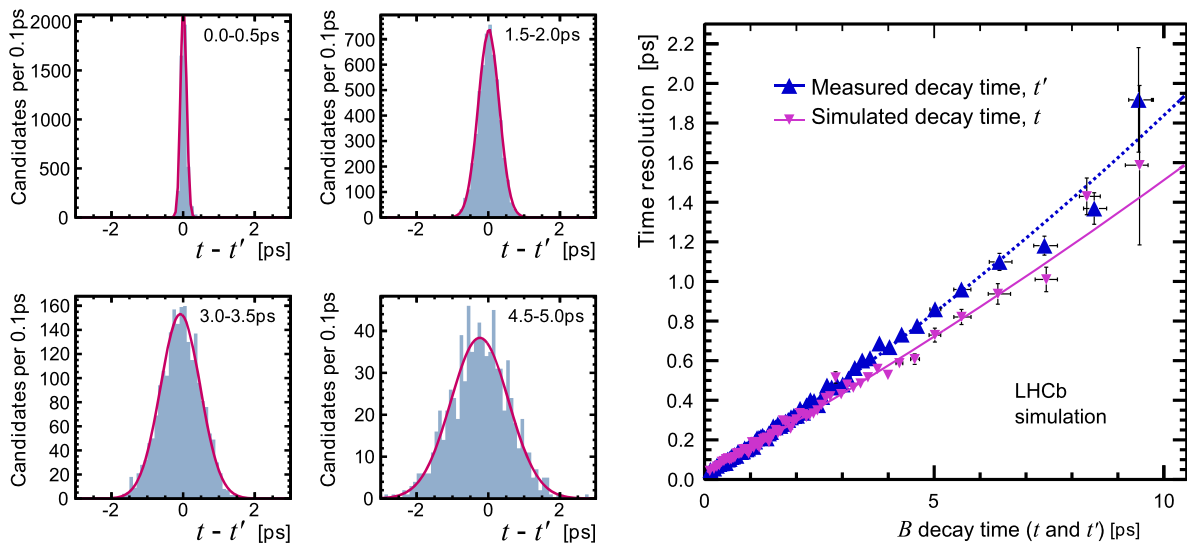 Candidates per 0.1ps
2000
1500
1000
500
0
0.0-0.5ps
-2 0 2
t - t′ [ps]
Candidates per 0.1ps
700
600
500
400
300
200
100
0
1.5-2.0ps
-2 0 2
t - t′ [ps]
Candidates per 0.1ps
160
140
120
100
80
60
40
20
0
3.0-3.5ps
-2 0 2
t - t′ [ps]
Candidates per 0.1ps
40
30
20
10
0
4.5-5.0ps
-2 0 2
t - t′ [ps]
Time resolution [ps]
2.2
2.0
1.8
1.6
1.4
1.2
1.0
0.8
0.6
0.4
0.2
0.0
Measured decay time, t′
Simulated decay time, t
LHCb
simulation
0 5 10
B decay time (t and t′) [ps]